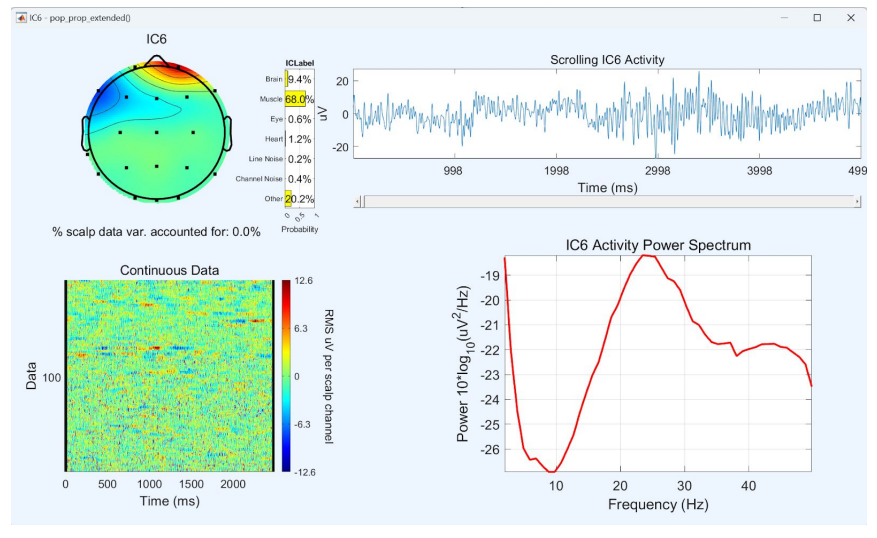 IC6 - pop_prop_extended()
IC6
ICLabel
Brain 9.4%
Muscle 68.0%
Eye 0.6%
Heart 1.2%
Line Noise 0.2%
Channel Noise 0.4%
Other 20.2%
0 0.5 1
Probability
% scalp data var. accounted for: 0.0%
Scrolling IC6 Activity
uV
20
0
-20
998 1998 2998 3998 499
Time (ms)
Continuous Data
Data
100
0 500 1000 1500 2000
Time (ms)
12.6
6.3
0
-6.3
-12.6
RMS uV per scalp channel
IC6 Activity Power Spectrum
Power 10*log10(uV2/Hz)
-19
-20
-21
-22
-23
-24
-25
-26
10 20 30 40
Frequency (Hz)